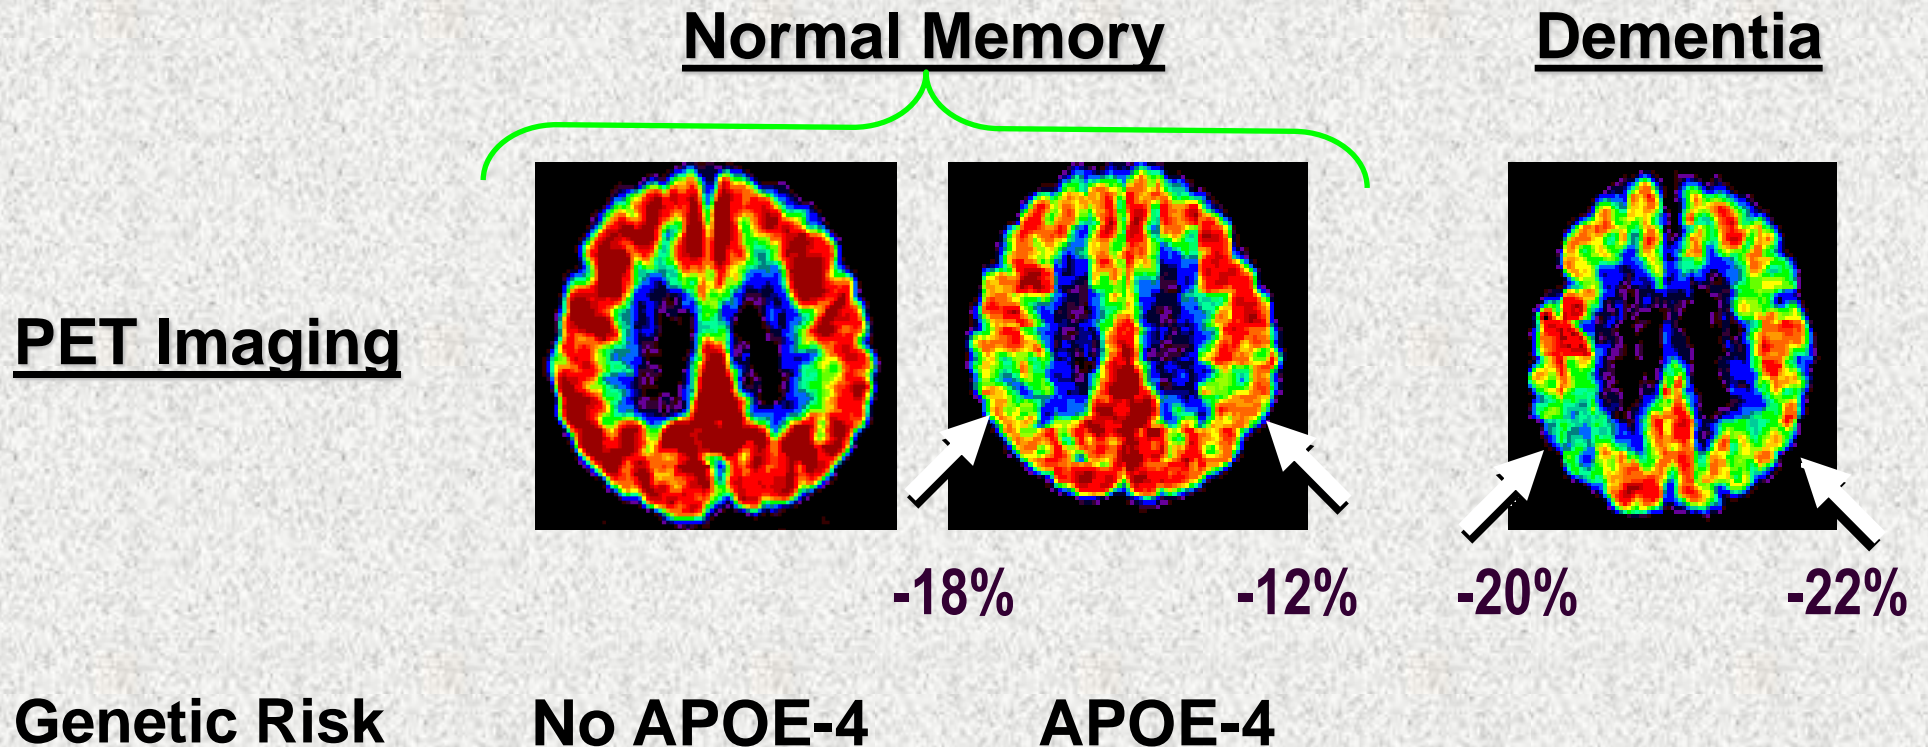 Normal Memory
Dementia
PET Imaging
-18%
-12%
-20%
-22%
Genetic Risk
No APOE-4
APOE-4